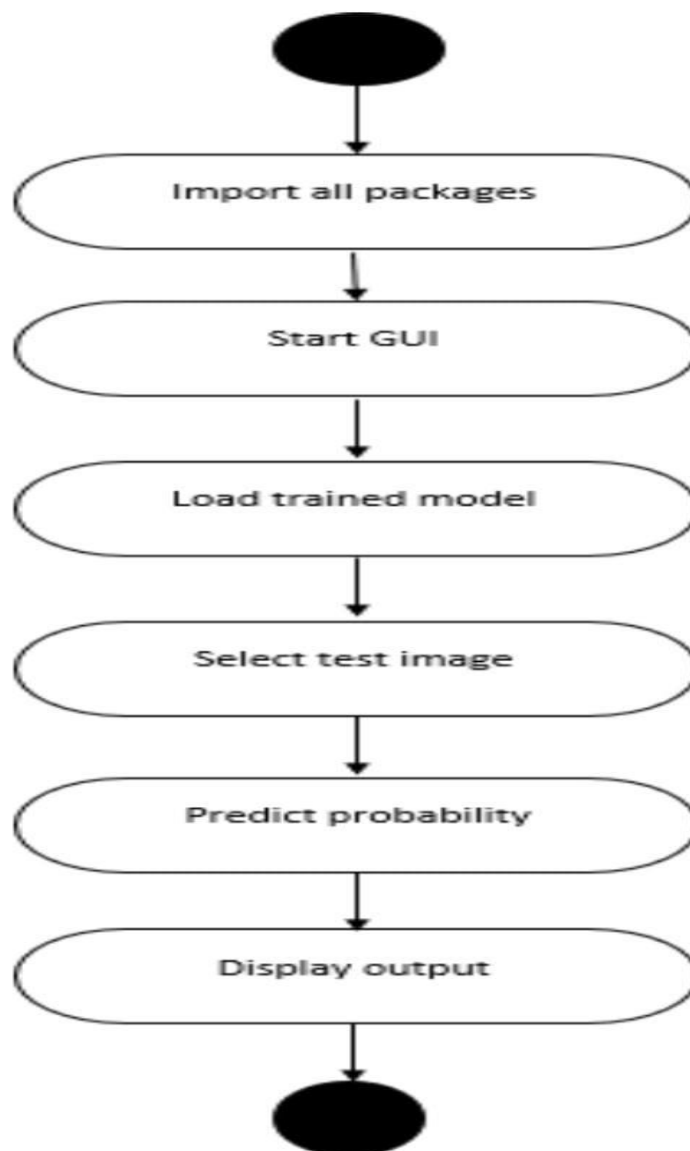 Import all packages
Start GUI
Load trained model
Select test image
Predict probability
Display output